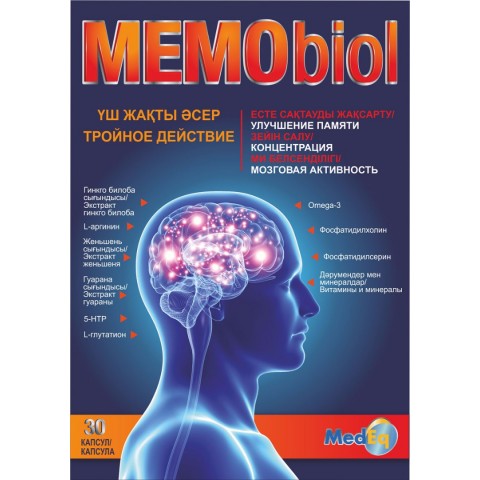 MEMObiol
ҮШ ЖАҚТЫ ӘСЕР
ТРОЙНОЕ ДЕЙСТВИЕ
ЕСТЕ САҚТАУДЫ ЖАҚСАРТУ/
УЛУЧШЕНИЕ ПАМЯТИ
ЗЕЙІН САЛУ/
КОНЦЕНТРАЦИЯ
МИ БЕЛСЕНДІЛІГІ/
МОЗГОВАЯ АКТИВНОСТЬ
Гинкго билоба
сығындысы/
Экстракт
гинкго билоба
L-аргинин
Женьшень
сығындысы/
Экстракт
женьшеня
Гуарана
сығындысы/
Экстракт
гуараны
5-HTP
L-глутатион
Omega-3
Фосфатидилхолин
Фосфатидилсерин
Дәрумендер мен
минералдар/
Витамины и минералы
30
КАПСУЛ/
КАПСУЛА
MedEq